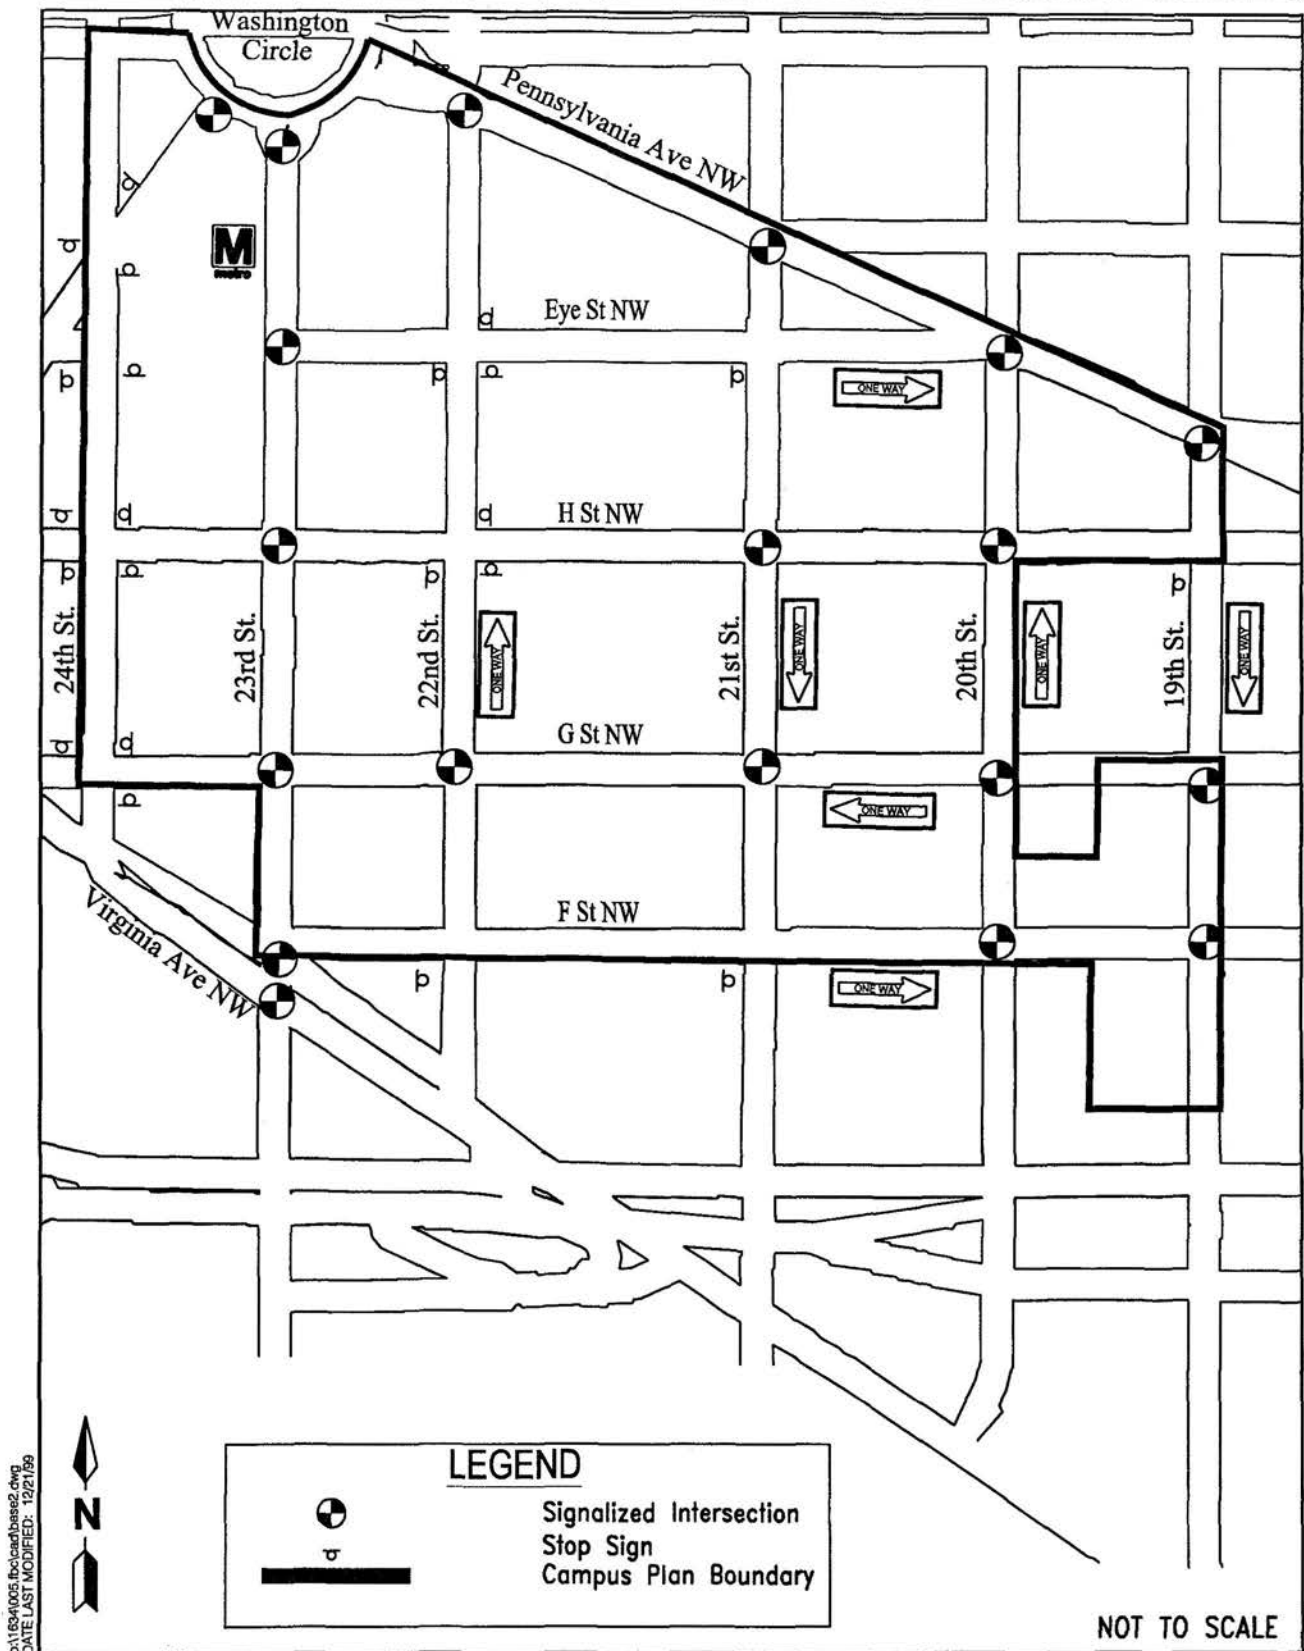 Washington
Circle
Pennsylvania Ave NW
M
metro
Eye St NW
ONE WAY
H St NW
24th St.
23rd St.
22nd St.
ONE WAY
21st St.
ONE WAY
20th St.
ONE WAY
19th St.
ONE WAY
G St NW
ONE WAY
F St NW
Virginia Ave NW
ONE WAY
N
LEGEND
Signalized Intersection
Stop Sign
Campus Plan Boundary
NOT TO SCALE
DATE LAST MODIFIED: 12/21/99